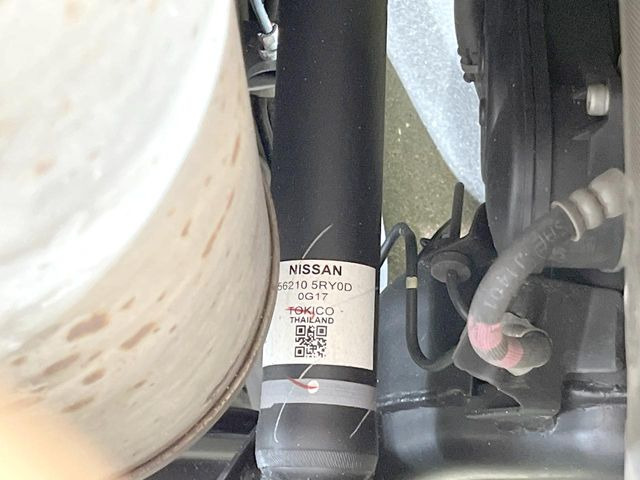 NISSAN
56210 5RY0D
0G17
TOKICO
THAILAND